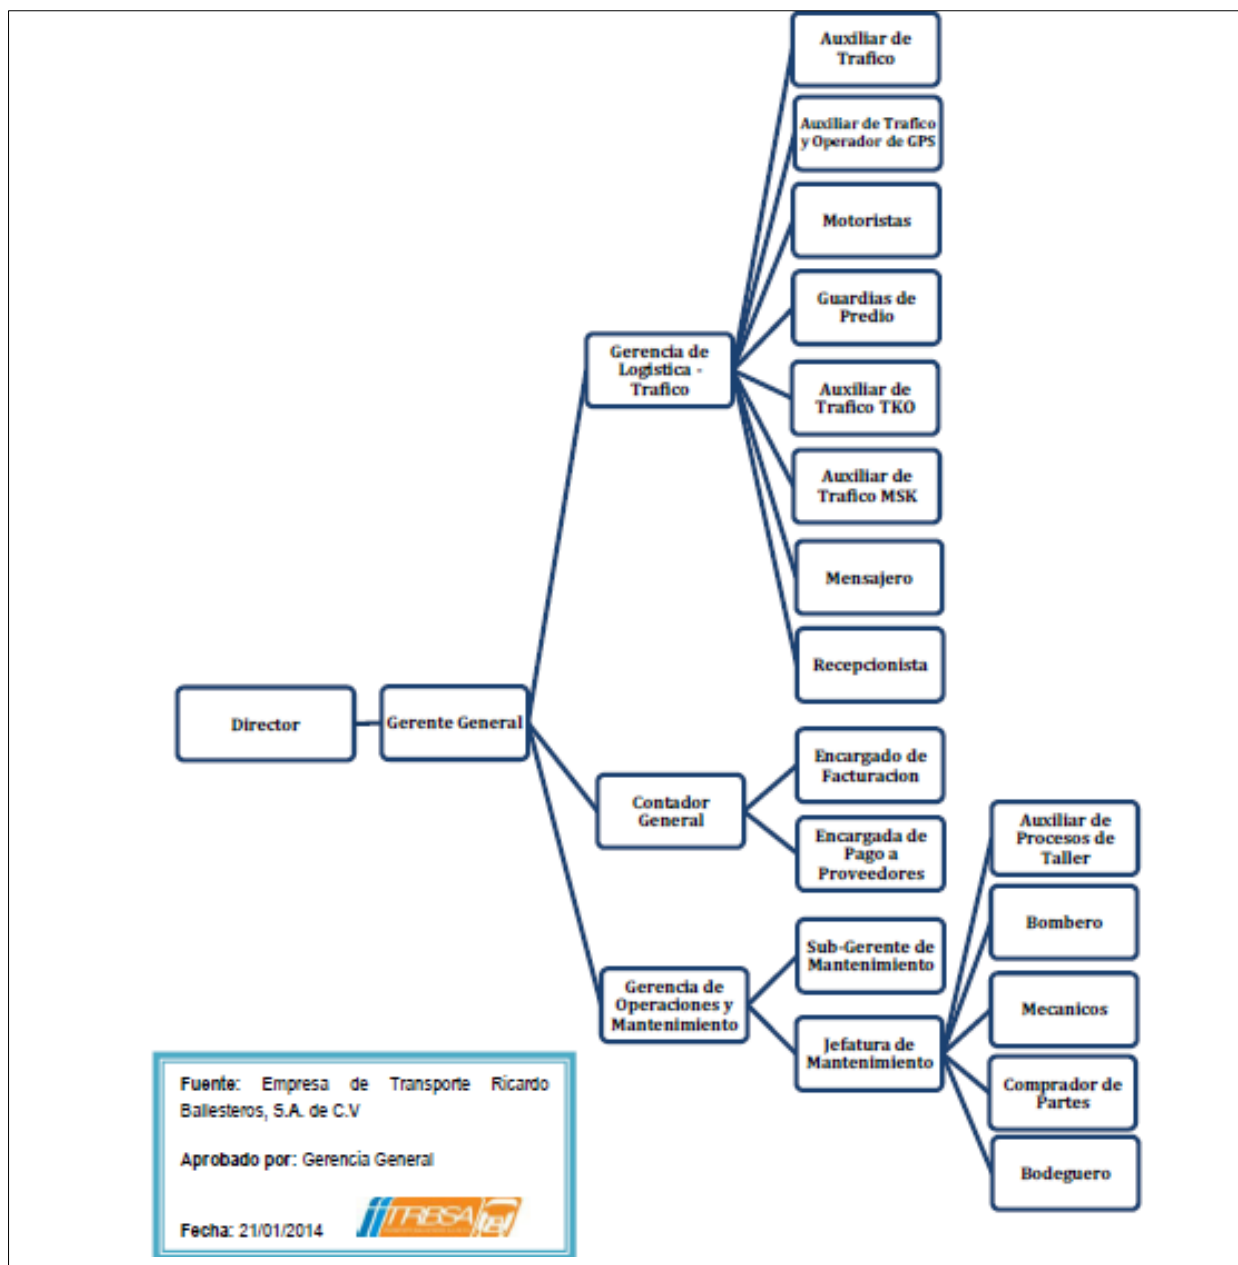 Auxiliar de
Trafico
Auxiliar de Trafico
y Operador de GPS
Motoristas
Guardias de
Predio
Gerencia de
Logistica -
Trafico
Auxiliar de
Trafico TKO
Auxiliar de
Trafico MSK
Mensajero
Recepcionista
Director
Gerente General
Encargado de
Facturacion
Contador
General
Encargada de
Pago a
Proveedores
Auxiliar de
Procesos de
Taller
Bombero
Sub-Gerente de
Mantenimiento
Gerencia de
Operaciones y
Mantenimiento
Mecanicos
Jefatura de
Mantenimiento
Comprador de
Partes
Bodeguero
Fuente: Empresa de Transporte Ricardo
Ballesteros, S.A. de C.V
Aprobado por: Gerencia General
Fecha: 21/01/2014
TRBSA